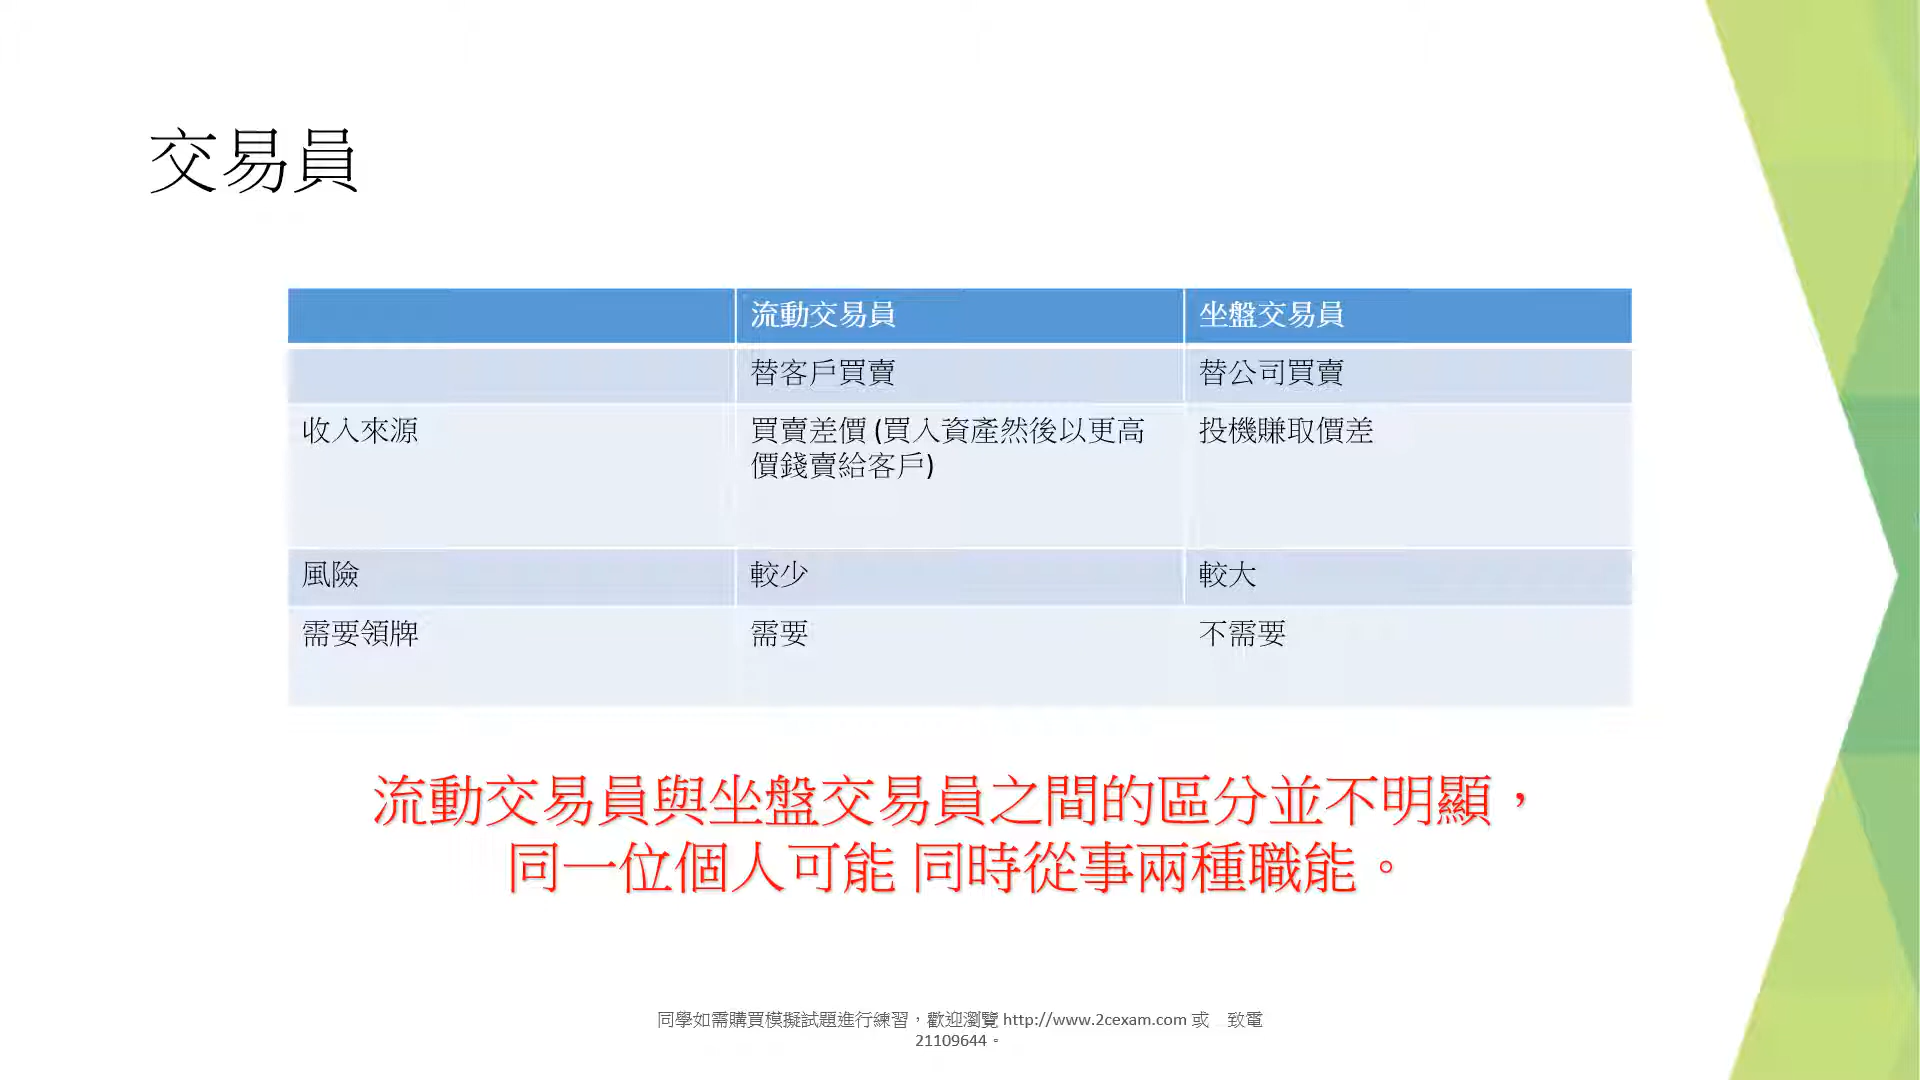 交易員
流動交易員 坐盤交易員
替客戶買賣 替公司買賣
收入來源 買賣差價 (買入資產然後以更高 投機賺取價差
價錢賣給客戶)
風險 較少 較大
需要領牌 需要 不需要
流動交易員與坐盤交易員之間的區分並不明顯，
同一位個人可能 同時從事兩種職能。
同學如需購買模擬試題進行練習，歡迎瀏覽 http://www.2cexam.com 或 致電
21109644。